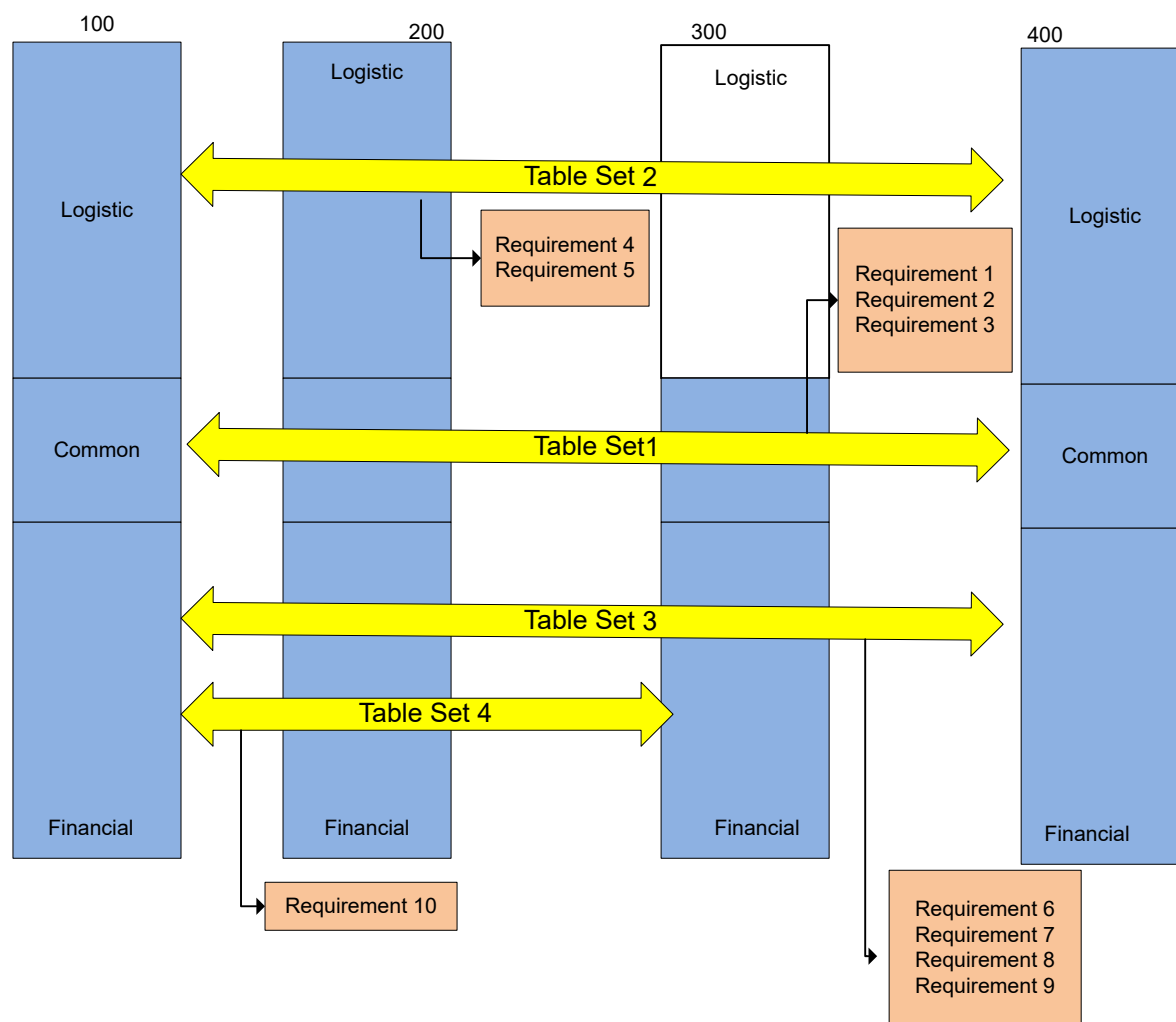 100
200
300
400
Logistic
Logistic
Table Set 2
Logistic
Logistic
Requirement 4
Requirement 5
Requirement 1
Requirement 2
Requirement 3
Common
Table Set1
Common
Table Set 3
Table Set 4
Financial
Financial
Financial
Financial
Requirement 10
Requirement 6
Requirement 7
Requirement 8
Requirement 9